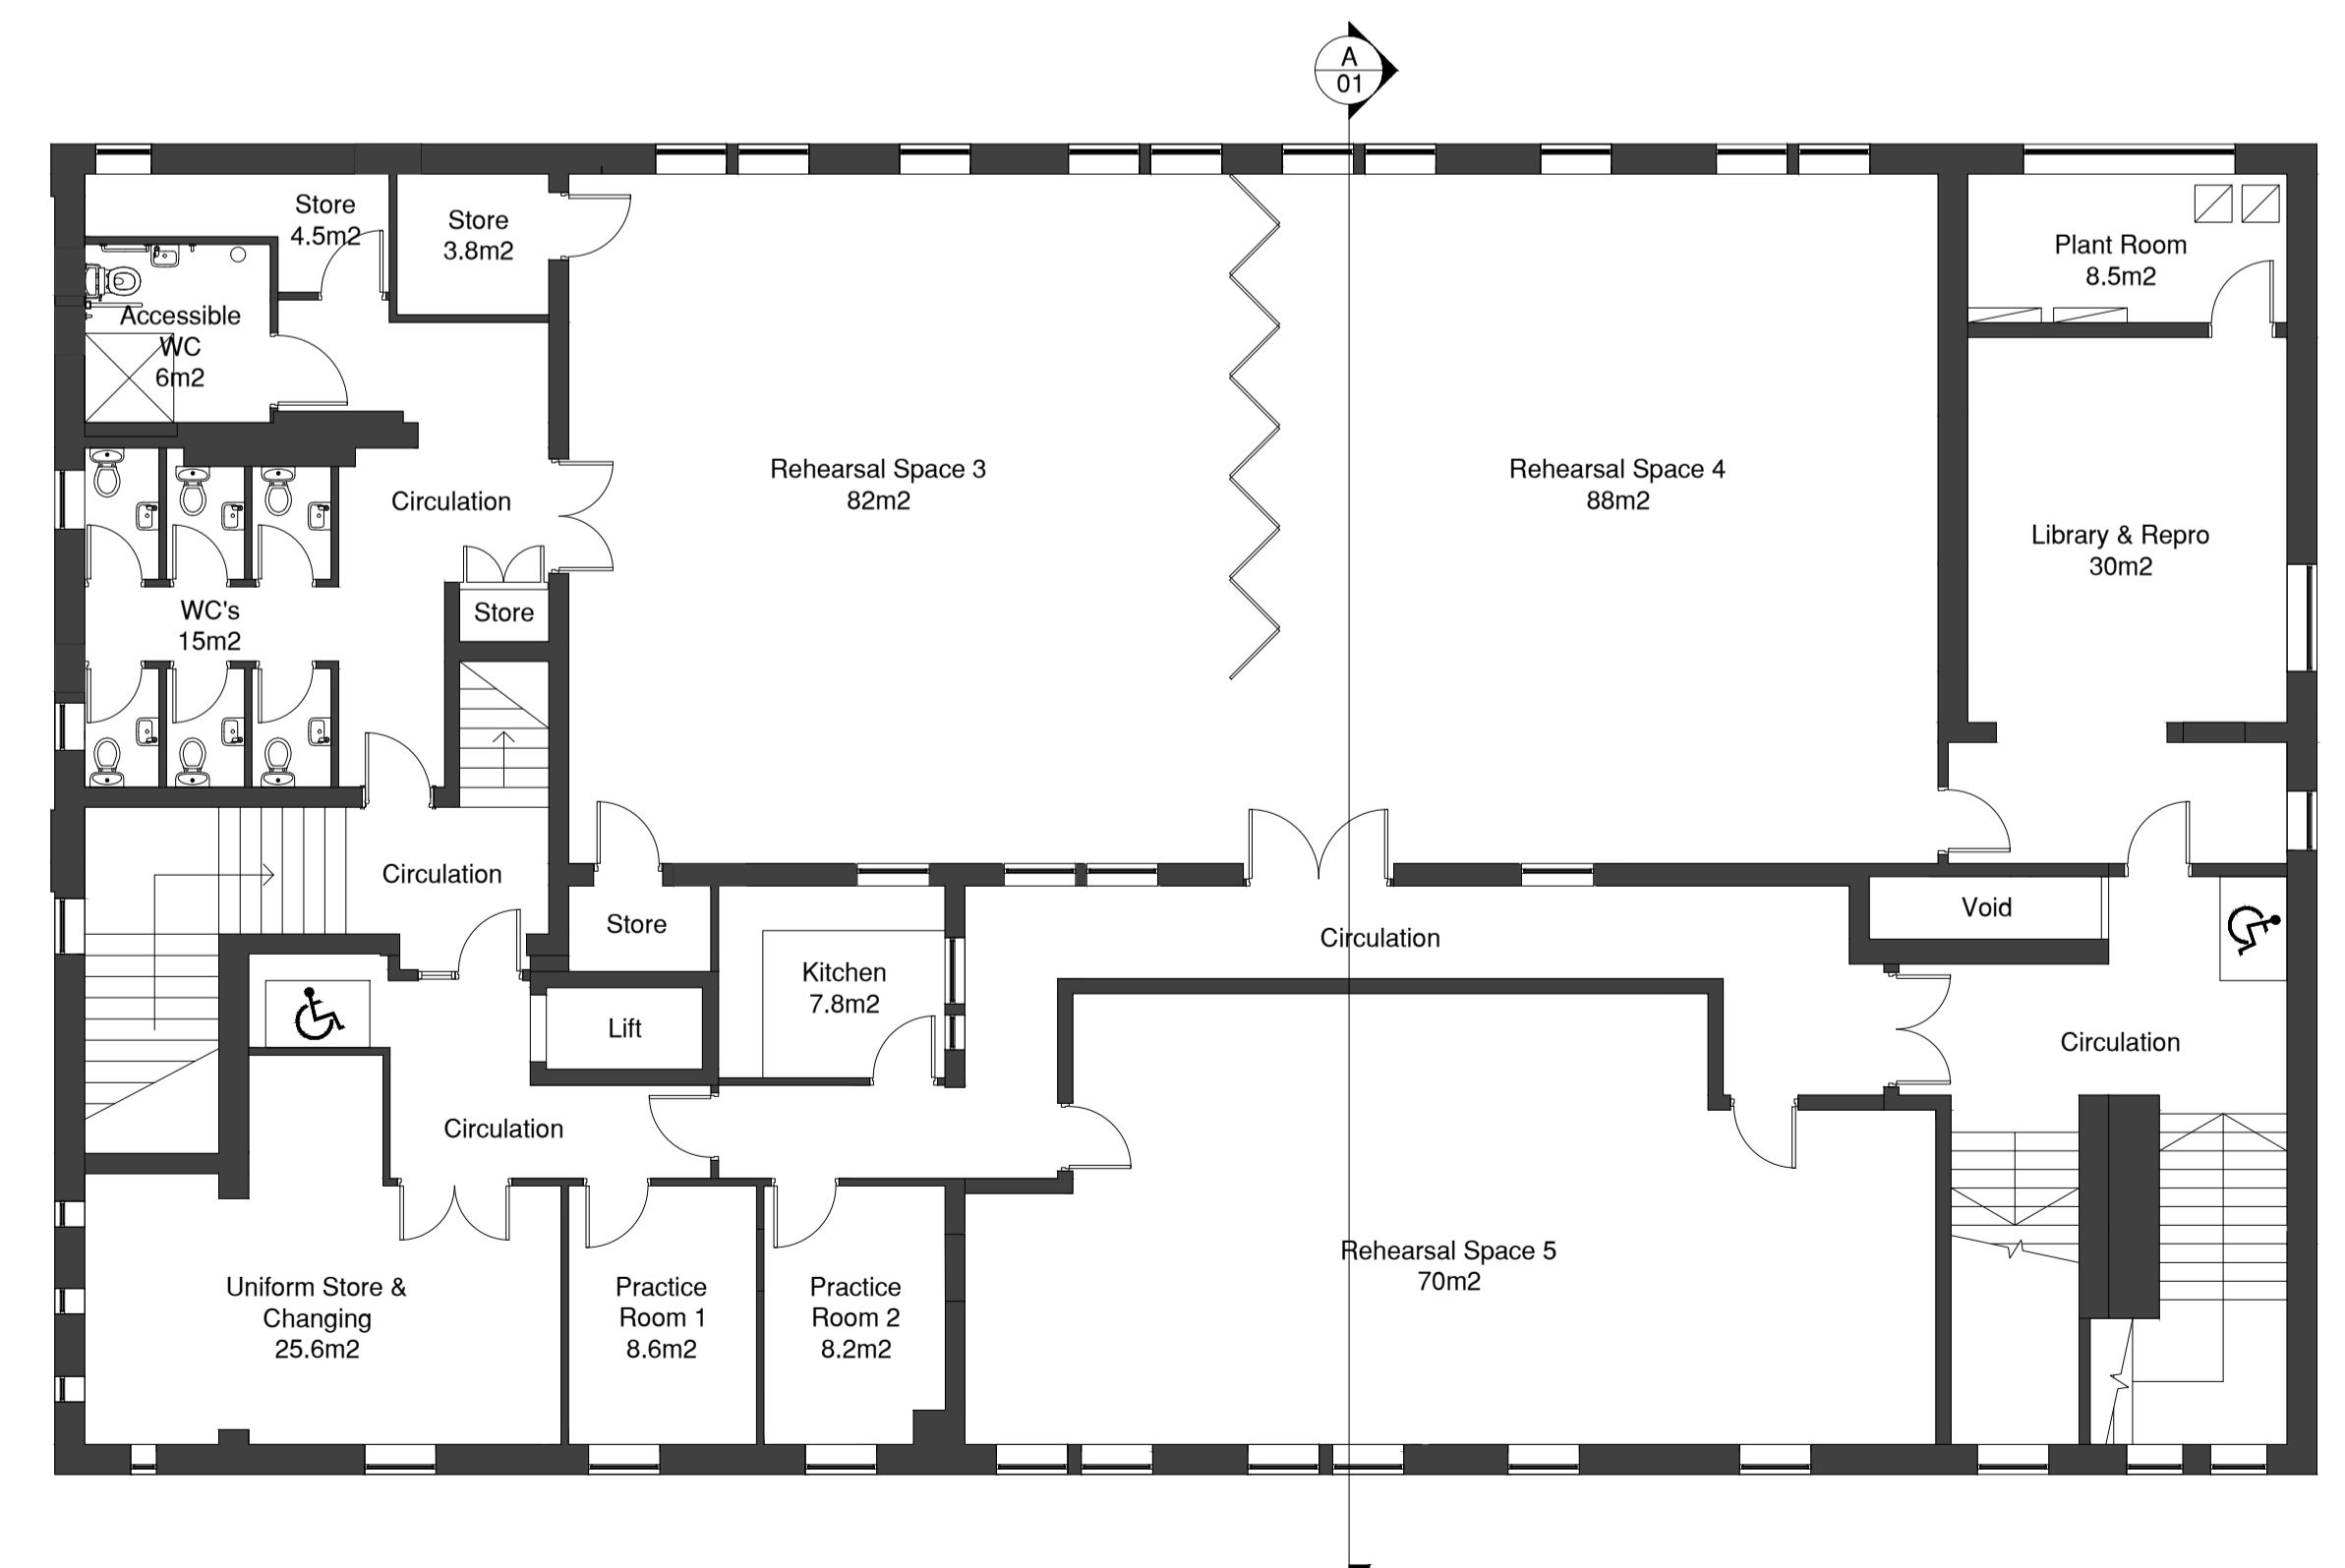 A
01
Store
4.5m2
Store
3.8m2
Plant Room
8.5m2
Accessible
WC
6m2
Rehearsal Space 3
82m2
Rehearsal Space 4
88m2
Circulation
Library & Repro
30m2
WC's
15m2
Store
Circulation
Store
Void
Circulation
Kitchen
7.8m2
Lift
Circulation
Circulation
Rehearsal Space 5
70m2
Uniform Store &
Changing
25.6m2
Practice
Room 1
8.6m2
Practice
Room 2
8.2m2